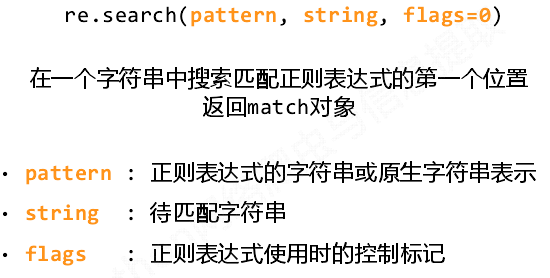 re.search(pattern, string, flags=0)
在一个字符串中搜索匹配正则表达式的第一个位置
返回match对象
• pattern : 正则表达式的字符串或原生字符串表示
• string : 待匹配字符串
• flags : 正则表达式使用时的控制标记